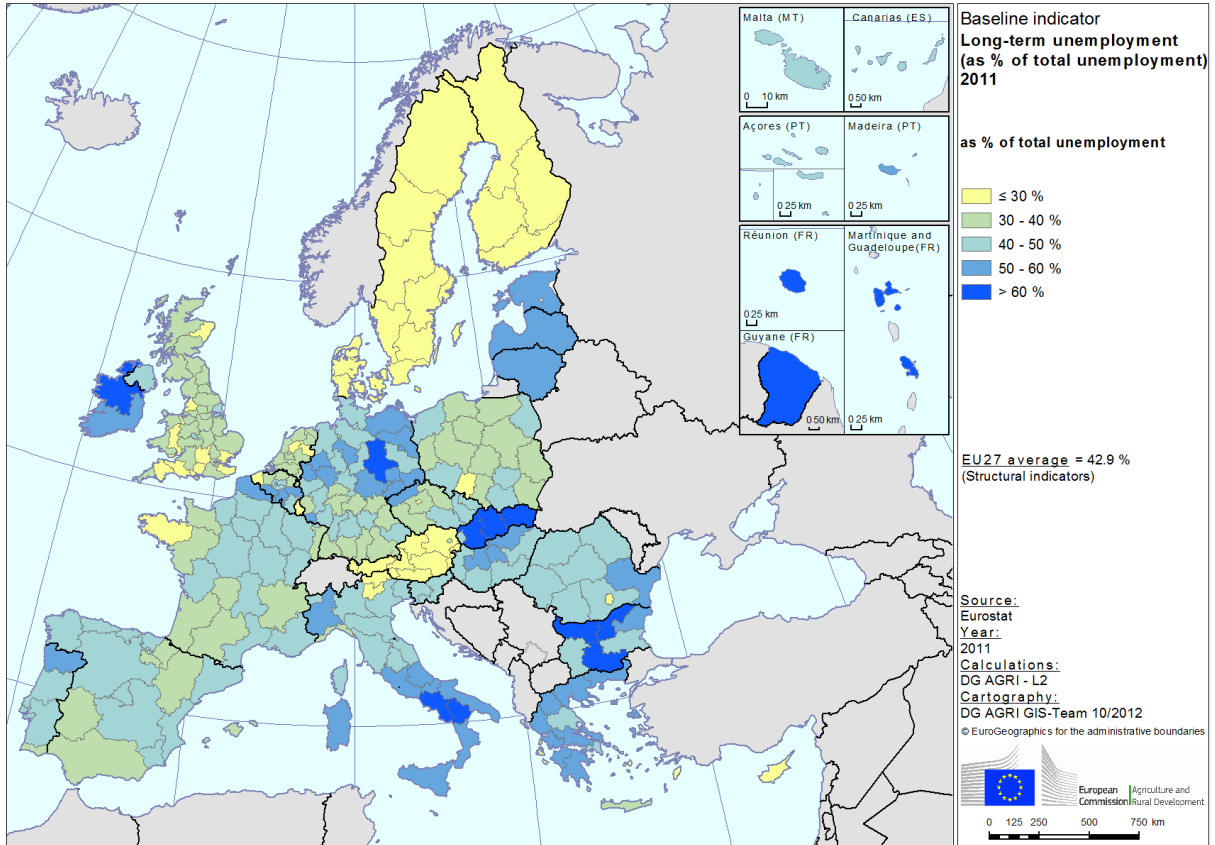 Malta (MT)
0 10 km
Canarias (ES)
0 50 km
Açores (PT)
0 25 km
Madeira (PT)
0 25 km
Réunion (FR)
0 25 km
Martinique and
Guadeloupe(FR)
0 25 km
Guyane (FR)
0 50 km
Baseline indicator
Long-term unemployment
(as % of total unemployment)
2011
as % of total unemployment
≤ 30 %
30 - 40 %
40 - 50 %
50 - 60 %
> 60 %
EU27 average = 42.9 %
(Structural indicators)
Source:
Eurostat
Year:
2011
Calculations:
DG AGRI - L2
Cartography:
DG AGRI GIS-Team 10/2012
© EuroGeographics for the administrative boundaries
European
Commission
Agriculture and
Rural Development
0 125 250 500 750 km